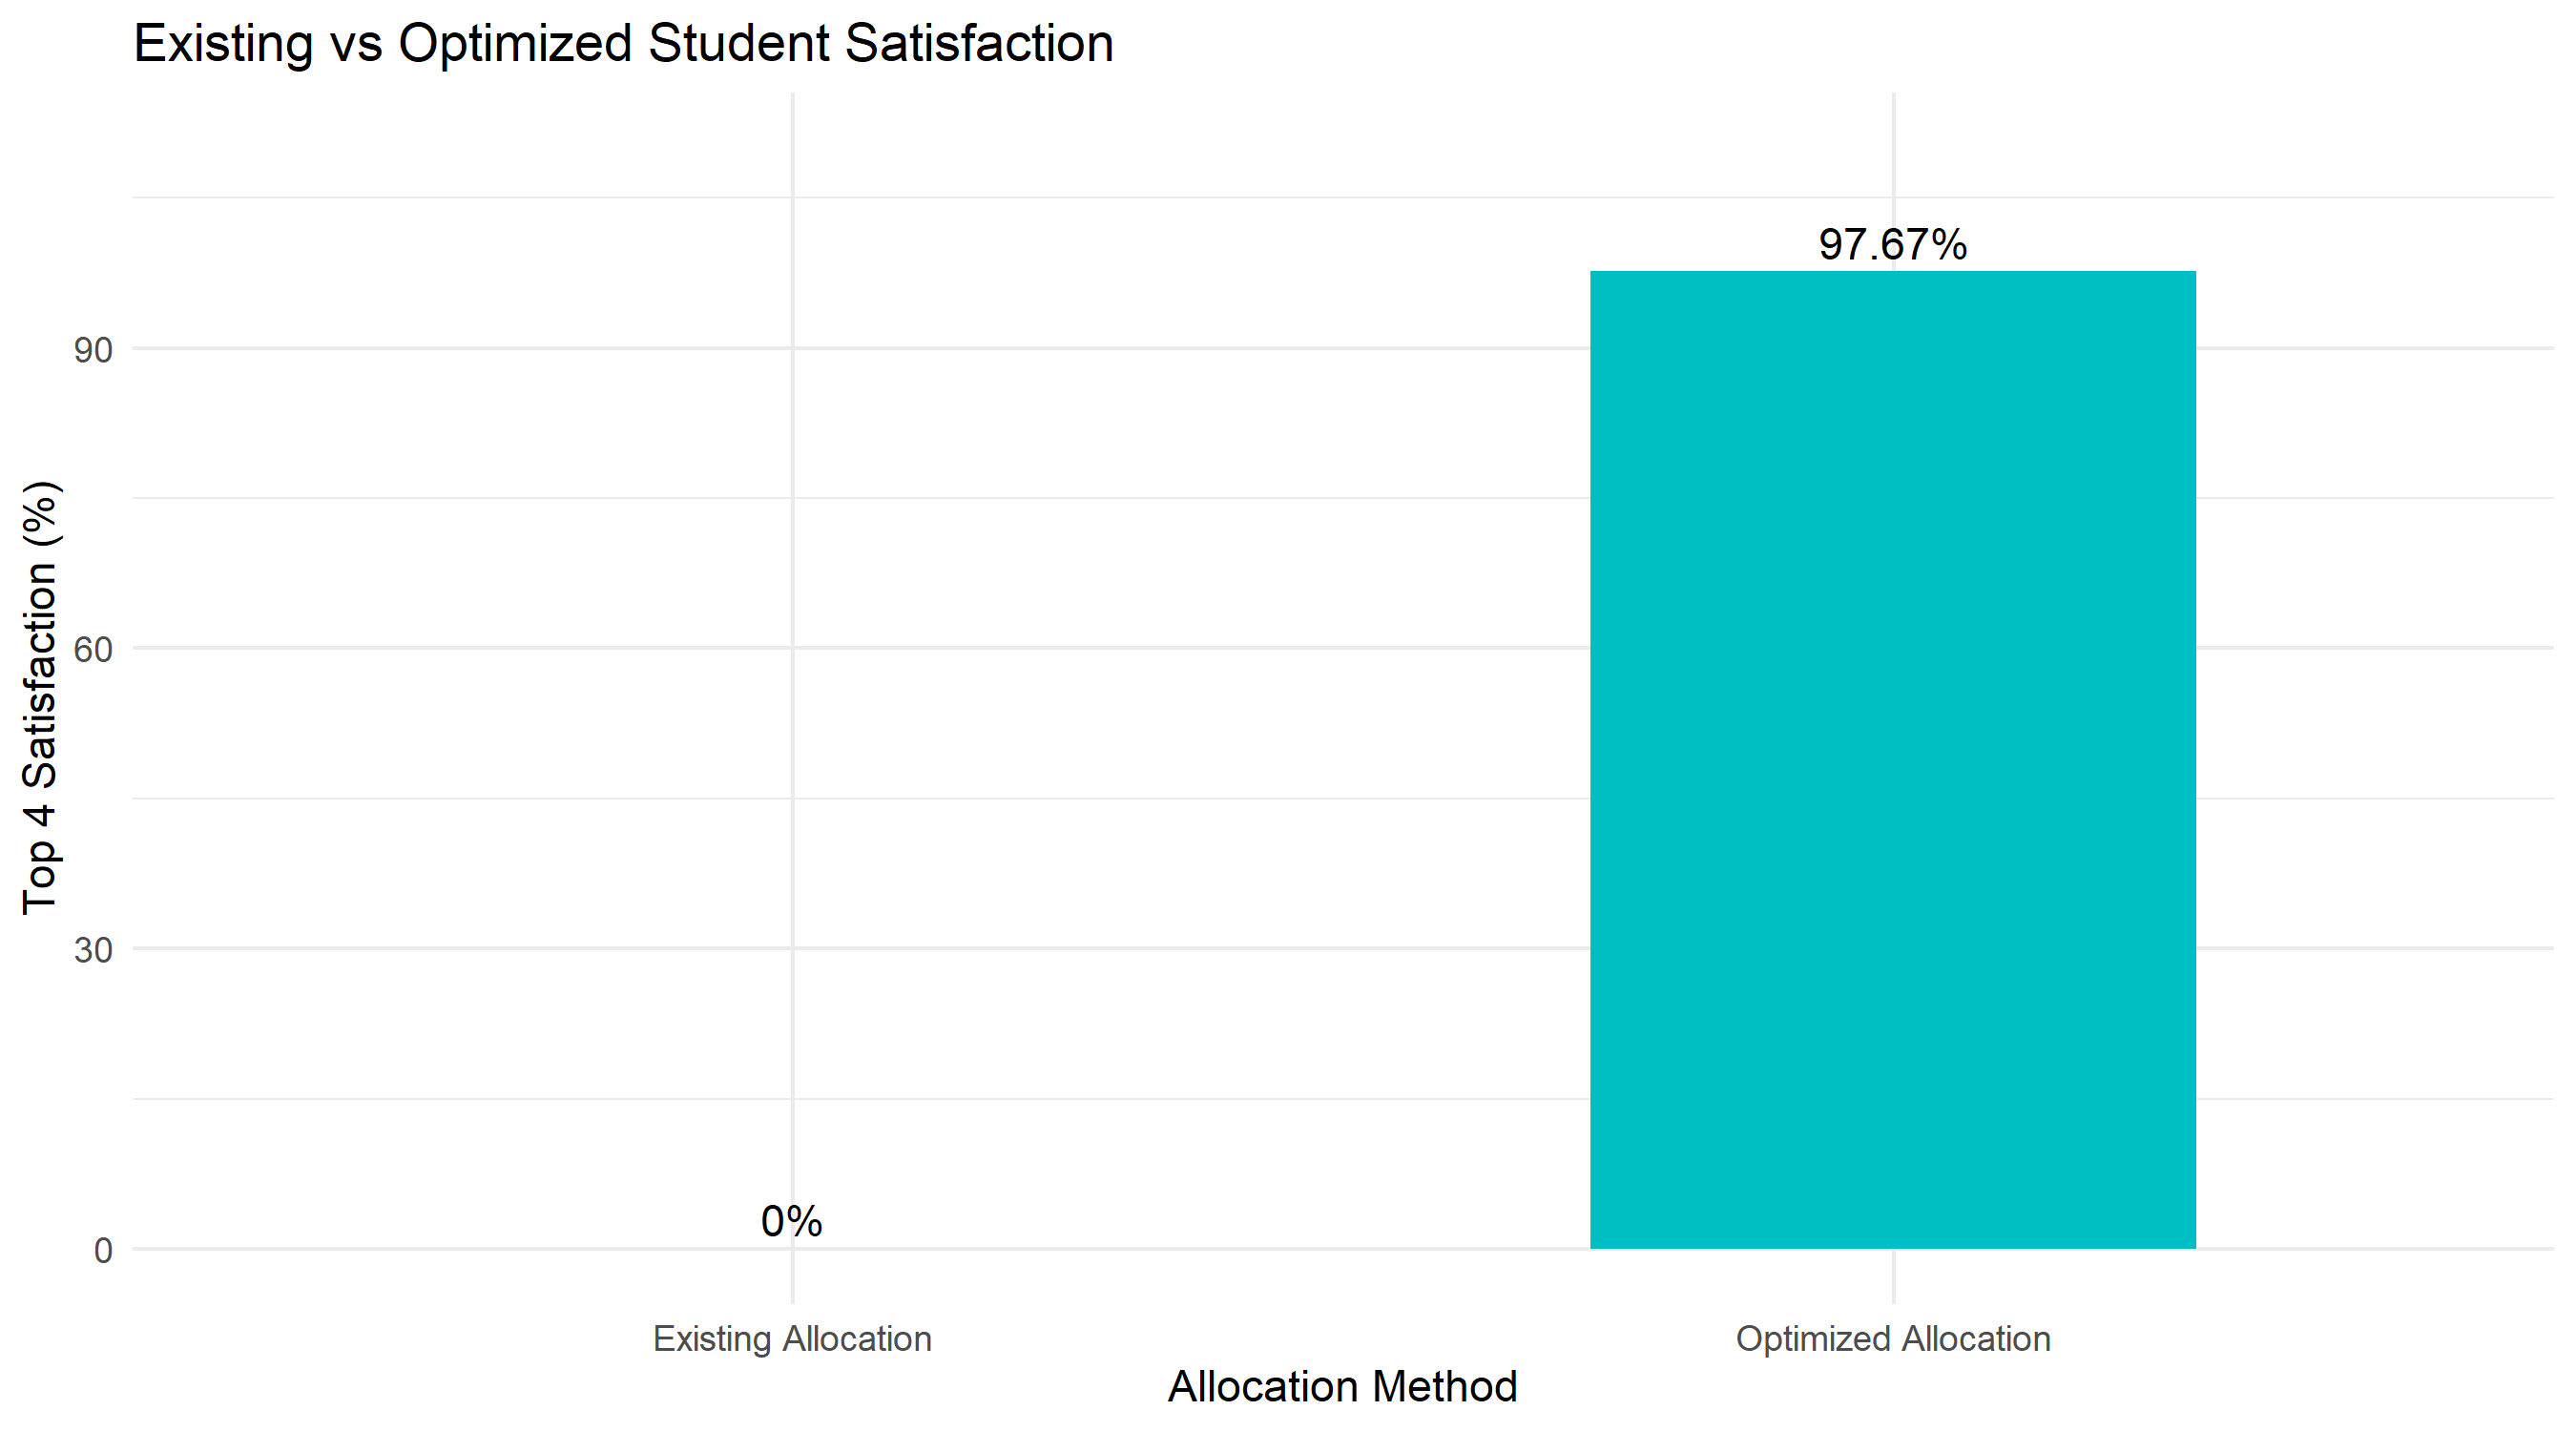 Existing vs Optimized Student Satisfaction
97.67%
90
60
30
0
0%
Top 4 Satisfaction (%)
Existing Allocation
Optimized Allocation
Allocation Method